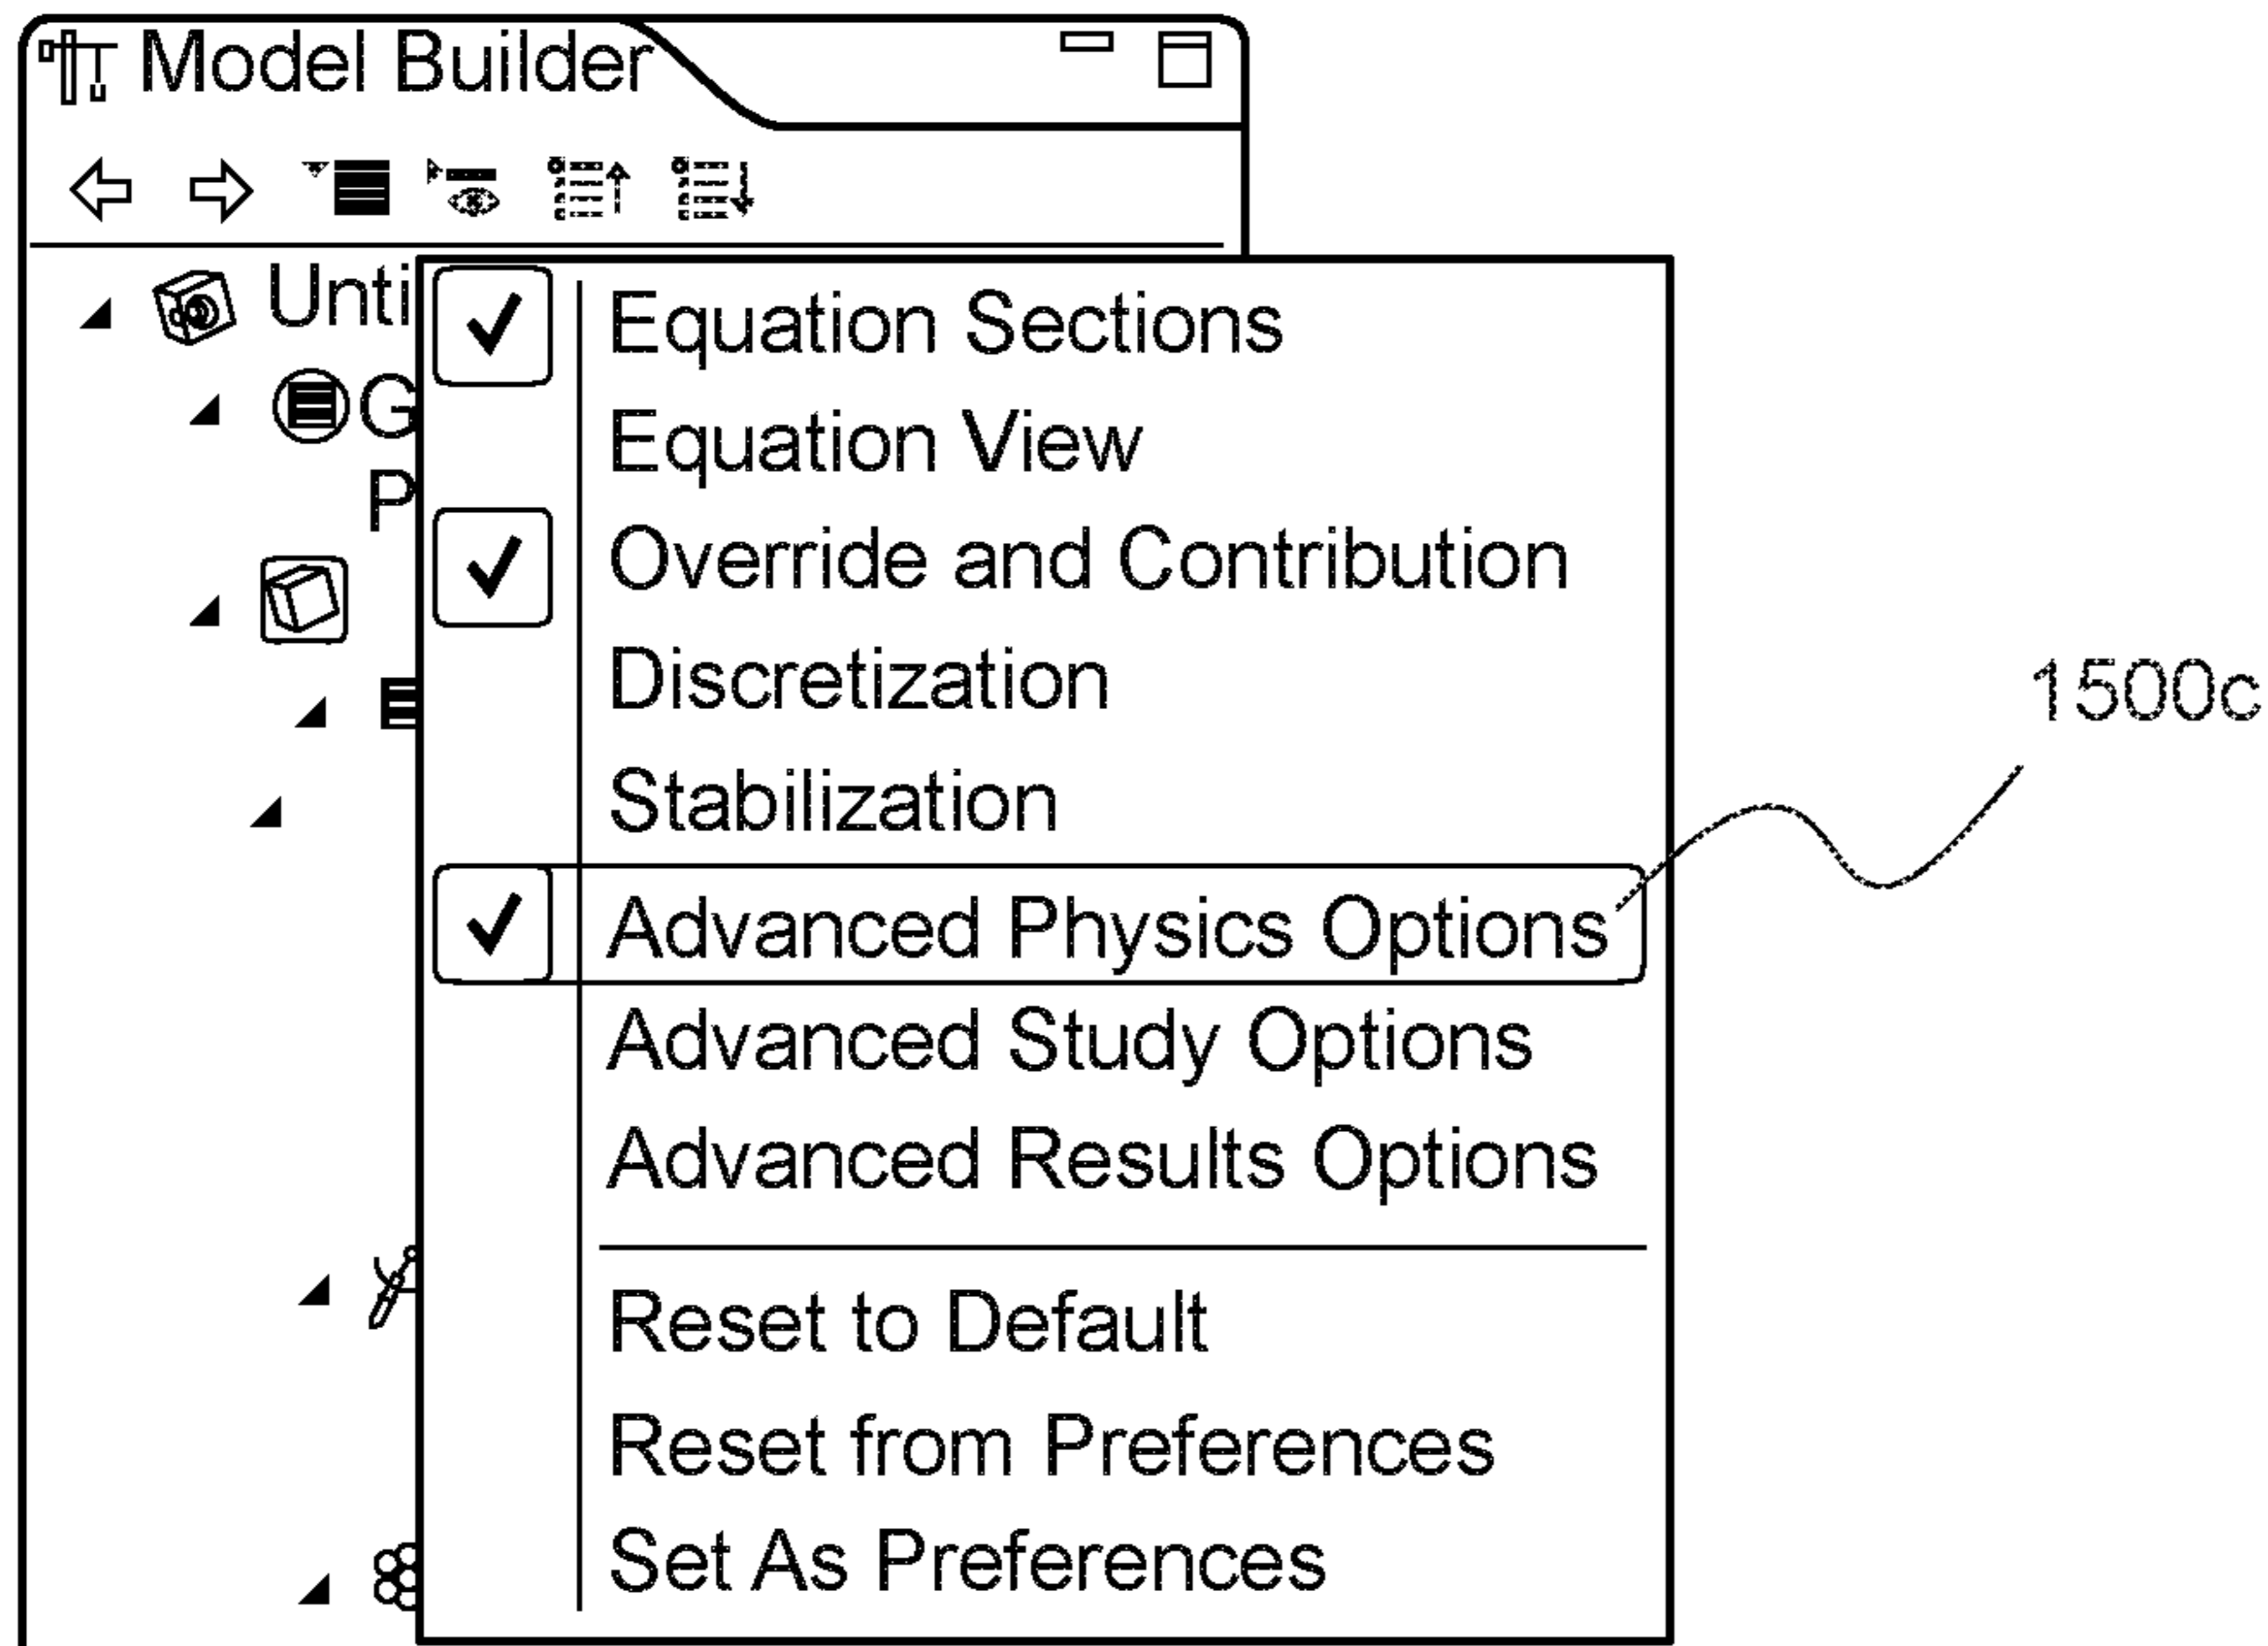 Model Builder
Unti
G
P
Equation Sections
Equation View
Override and Contribution
Discretization
1500c
Stabilization
Advanced Physics Options
Advanced Study Options
Advanced Results Options
Reset to Default
Reset from Preferences
Set As Preferences